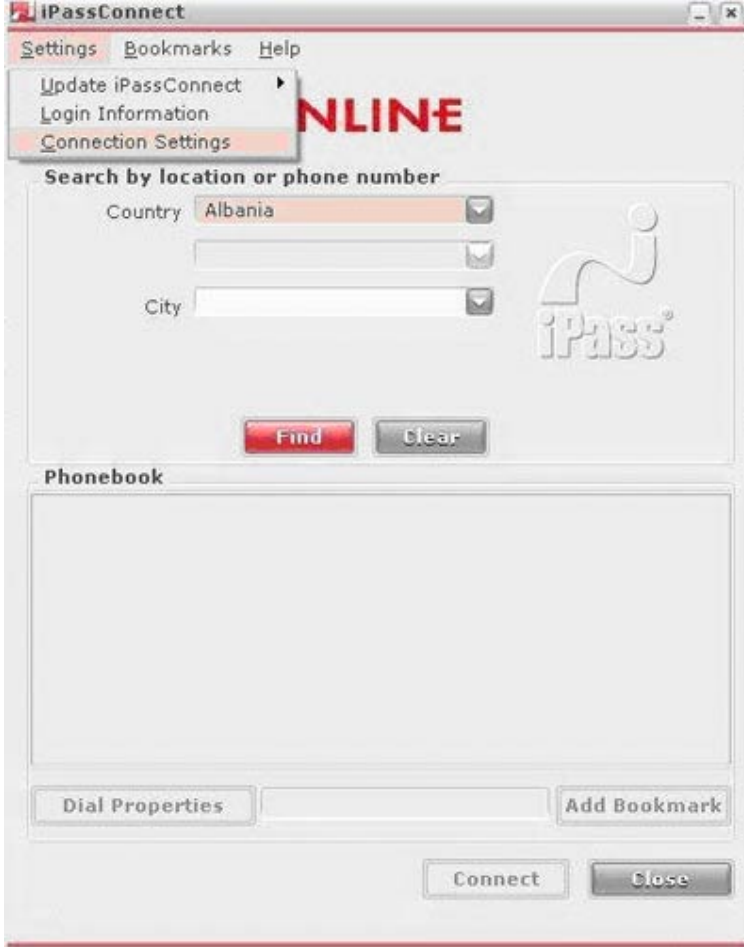 iPassConnect
Settings Bookmarks Help
Update iPassConnect
Login Information
Connection Settings
NLINE
Search by location or phone number
Country Albania
City
iPass®
Find Clear
Phonebook
Dial Properties Add Bookmark
Connect Close